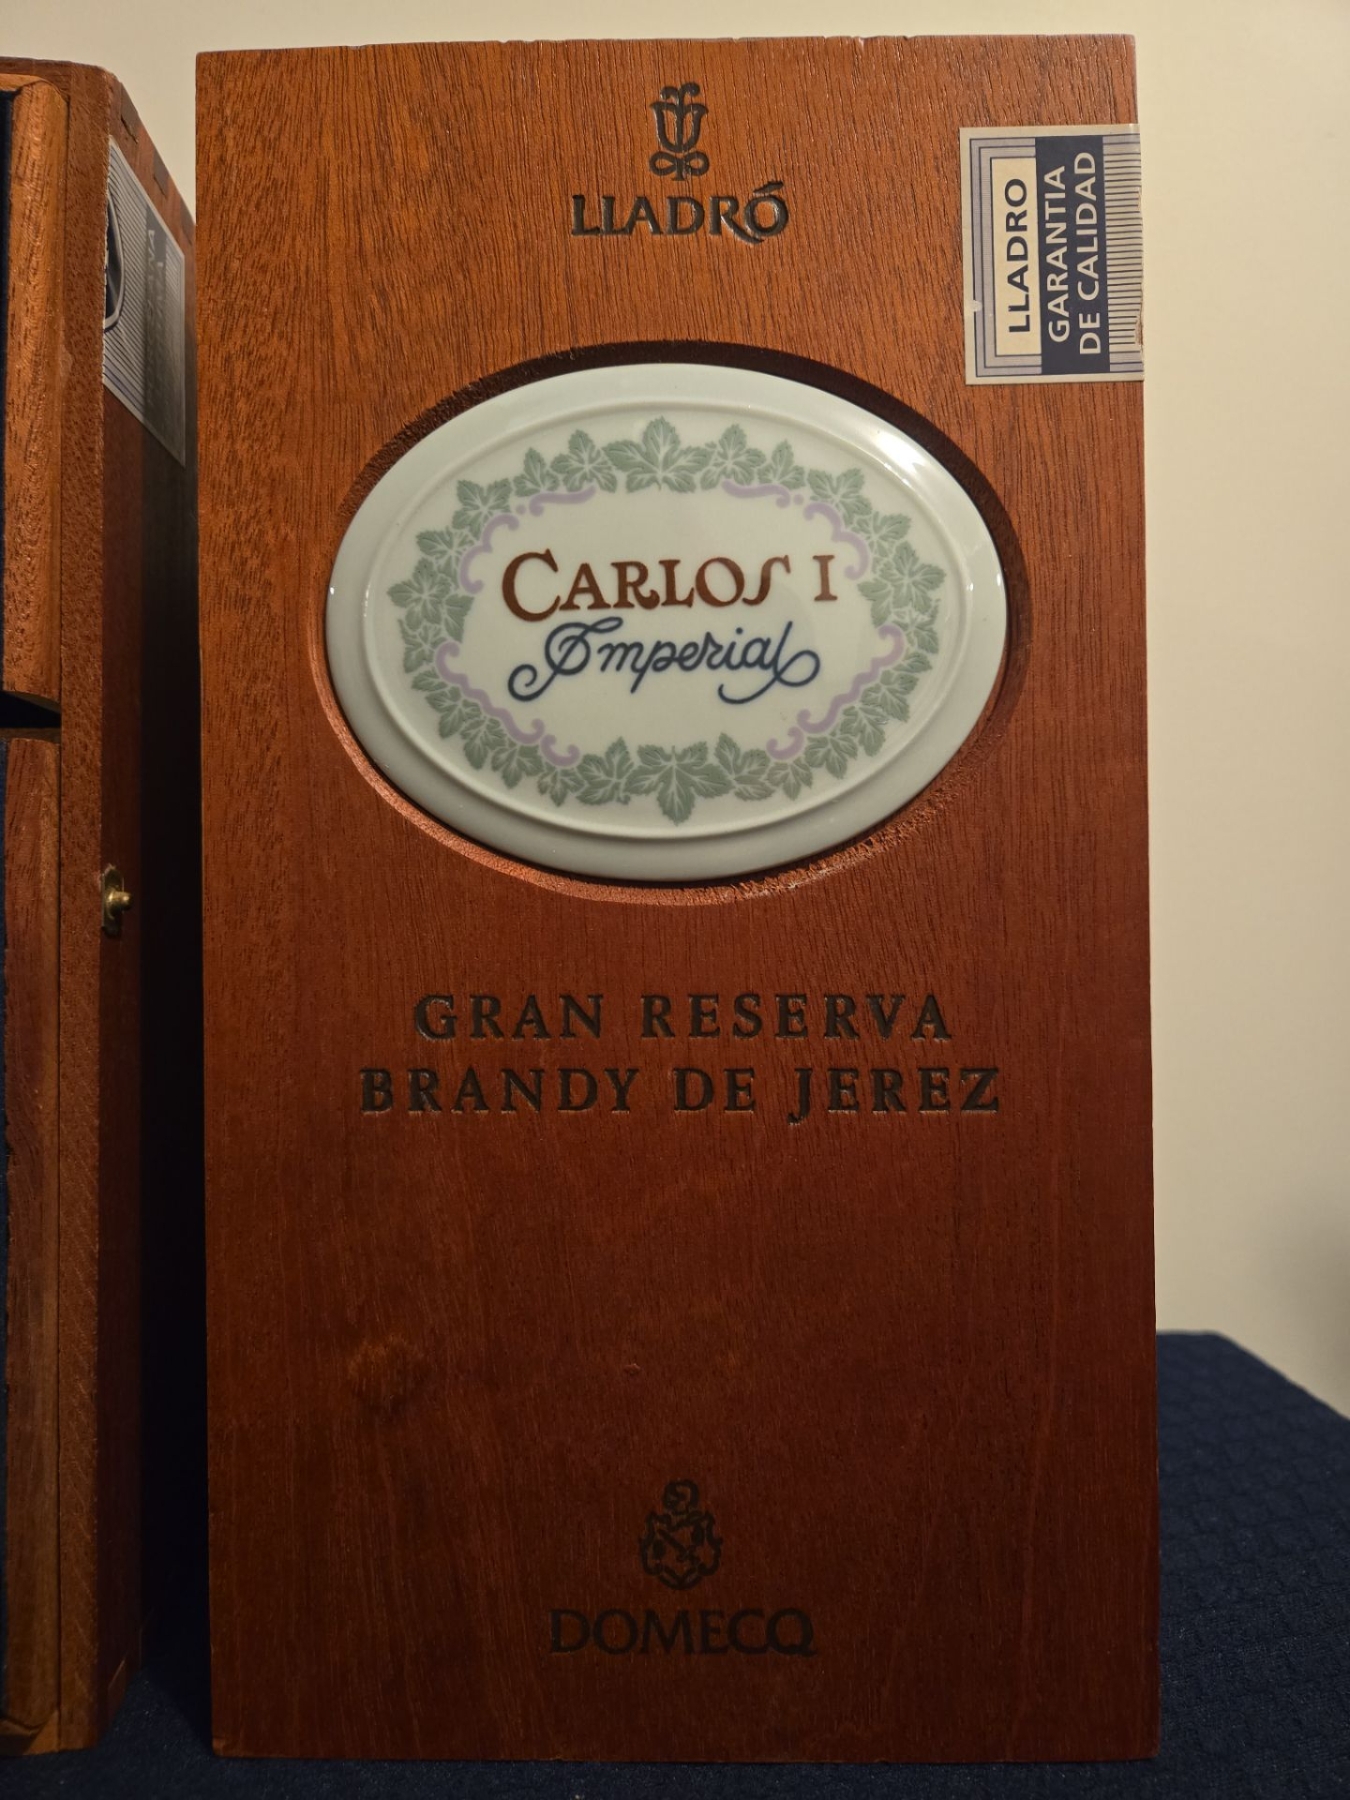 LLADRÓ
LLADRO
GARANTIA
DE CALIDAD
CARLOS I
Imperial
GRAN RESERVA
BRANDY DE JEREZ
DOMECQ